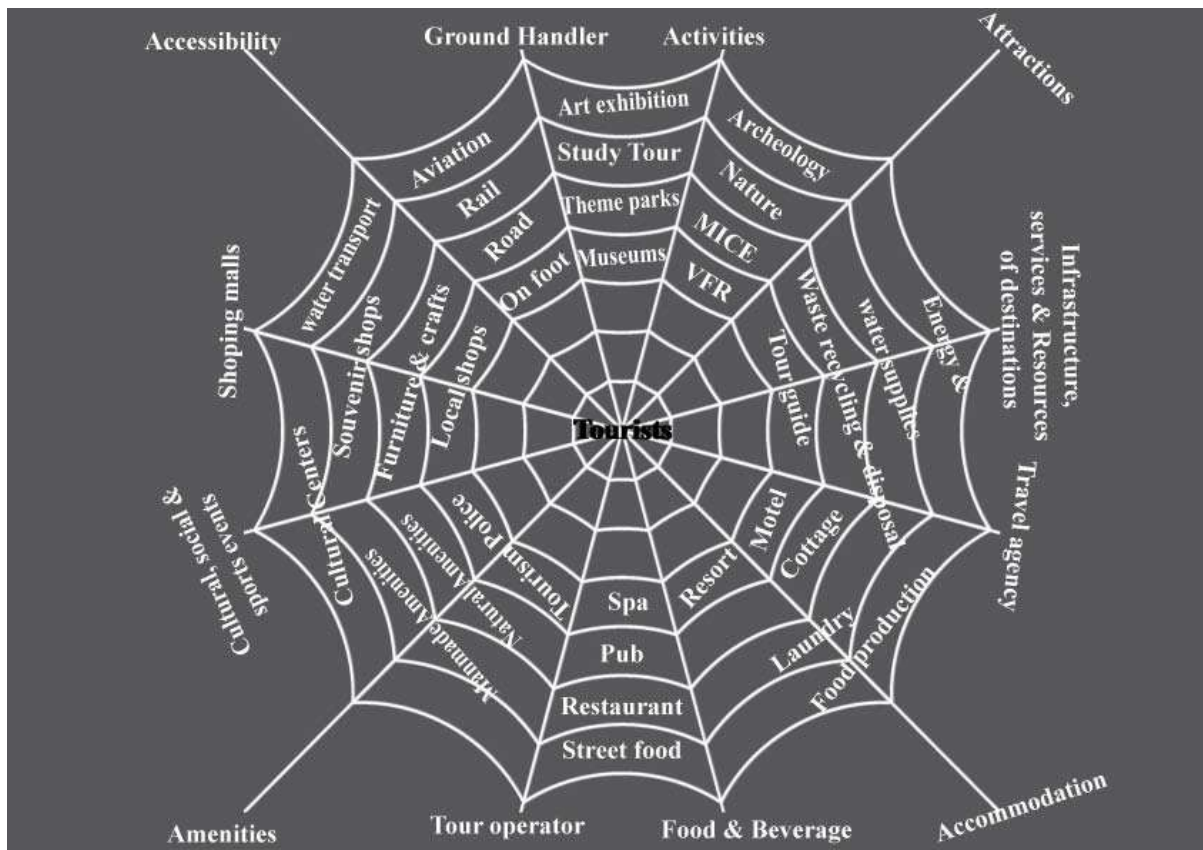 Accessibility
Ground Handler
Activities
Attractions
Art exhibition
Study Tour
Theme parks
Museums
Aviation
Rail
Road
On foot
Archeology
Nature
MICE
VFR
water transport
Souvenir shops
Furniture & crafts
Local shops
Shoping malls
Energy &
water supplies
Waste recycling & disposal
Tour guide
Infrastructure,
services & Resources
of destinations
Tourists
Cultural, social &
sports events
Cultural Centers
Manmade Amenities
Natural Amenities
Tourism Police
Travel agency
Motel
Resort
Cottage
Laundry
Food production
Spa
Pub
Restaurant
Street food
Amenities
Tour operator
Food & Beverage
Accommodation